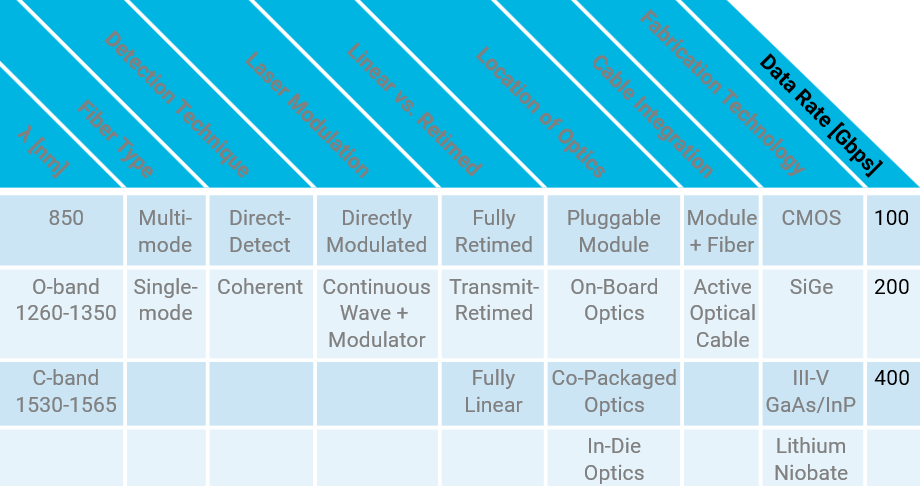 λ [nm]
Fiber Type
Detection Technique
Laser Modulation
Linear vs. Retimed
Location of Optics
Cable Integration
Fabrication Technology
Data Rate [Gbps]
850
Multi-
mode
Direct-
Detect
Directly
Modulated
Fully
Retimed
Pluggable
Module
Module
+ Fiber
CMOS
100
O-band
1260-1350
Single-
mode
Coherent
Continuous
Wave +
Modulator
Transmit-
Retimed
On-Board
Optics
Active
Optical
Cable
SiGe
200
C-band
1530-1565
Fully
Linear
Co-Packaged
Optics
III-V
GaAs/InP
400
In-Die
Optics
Lithium
Niobate